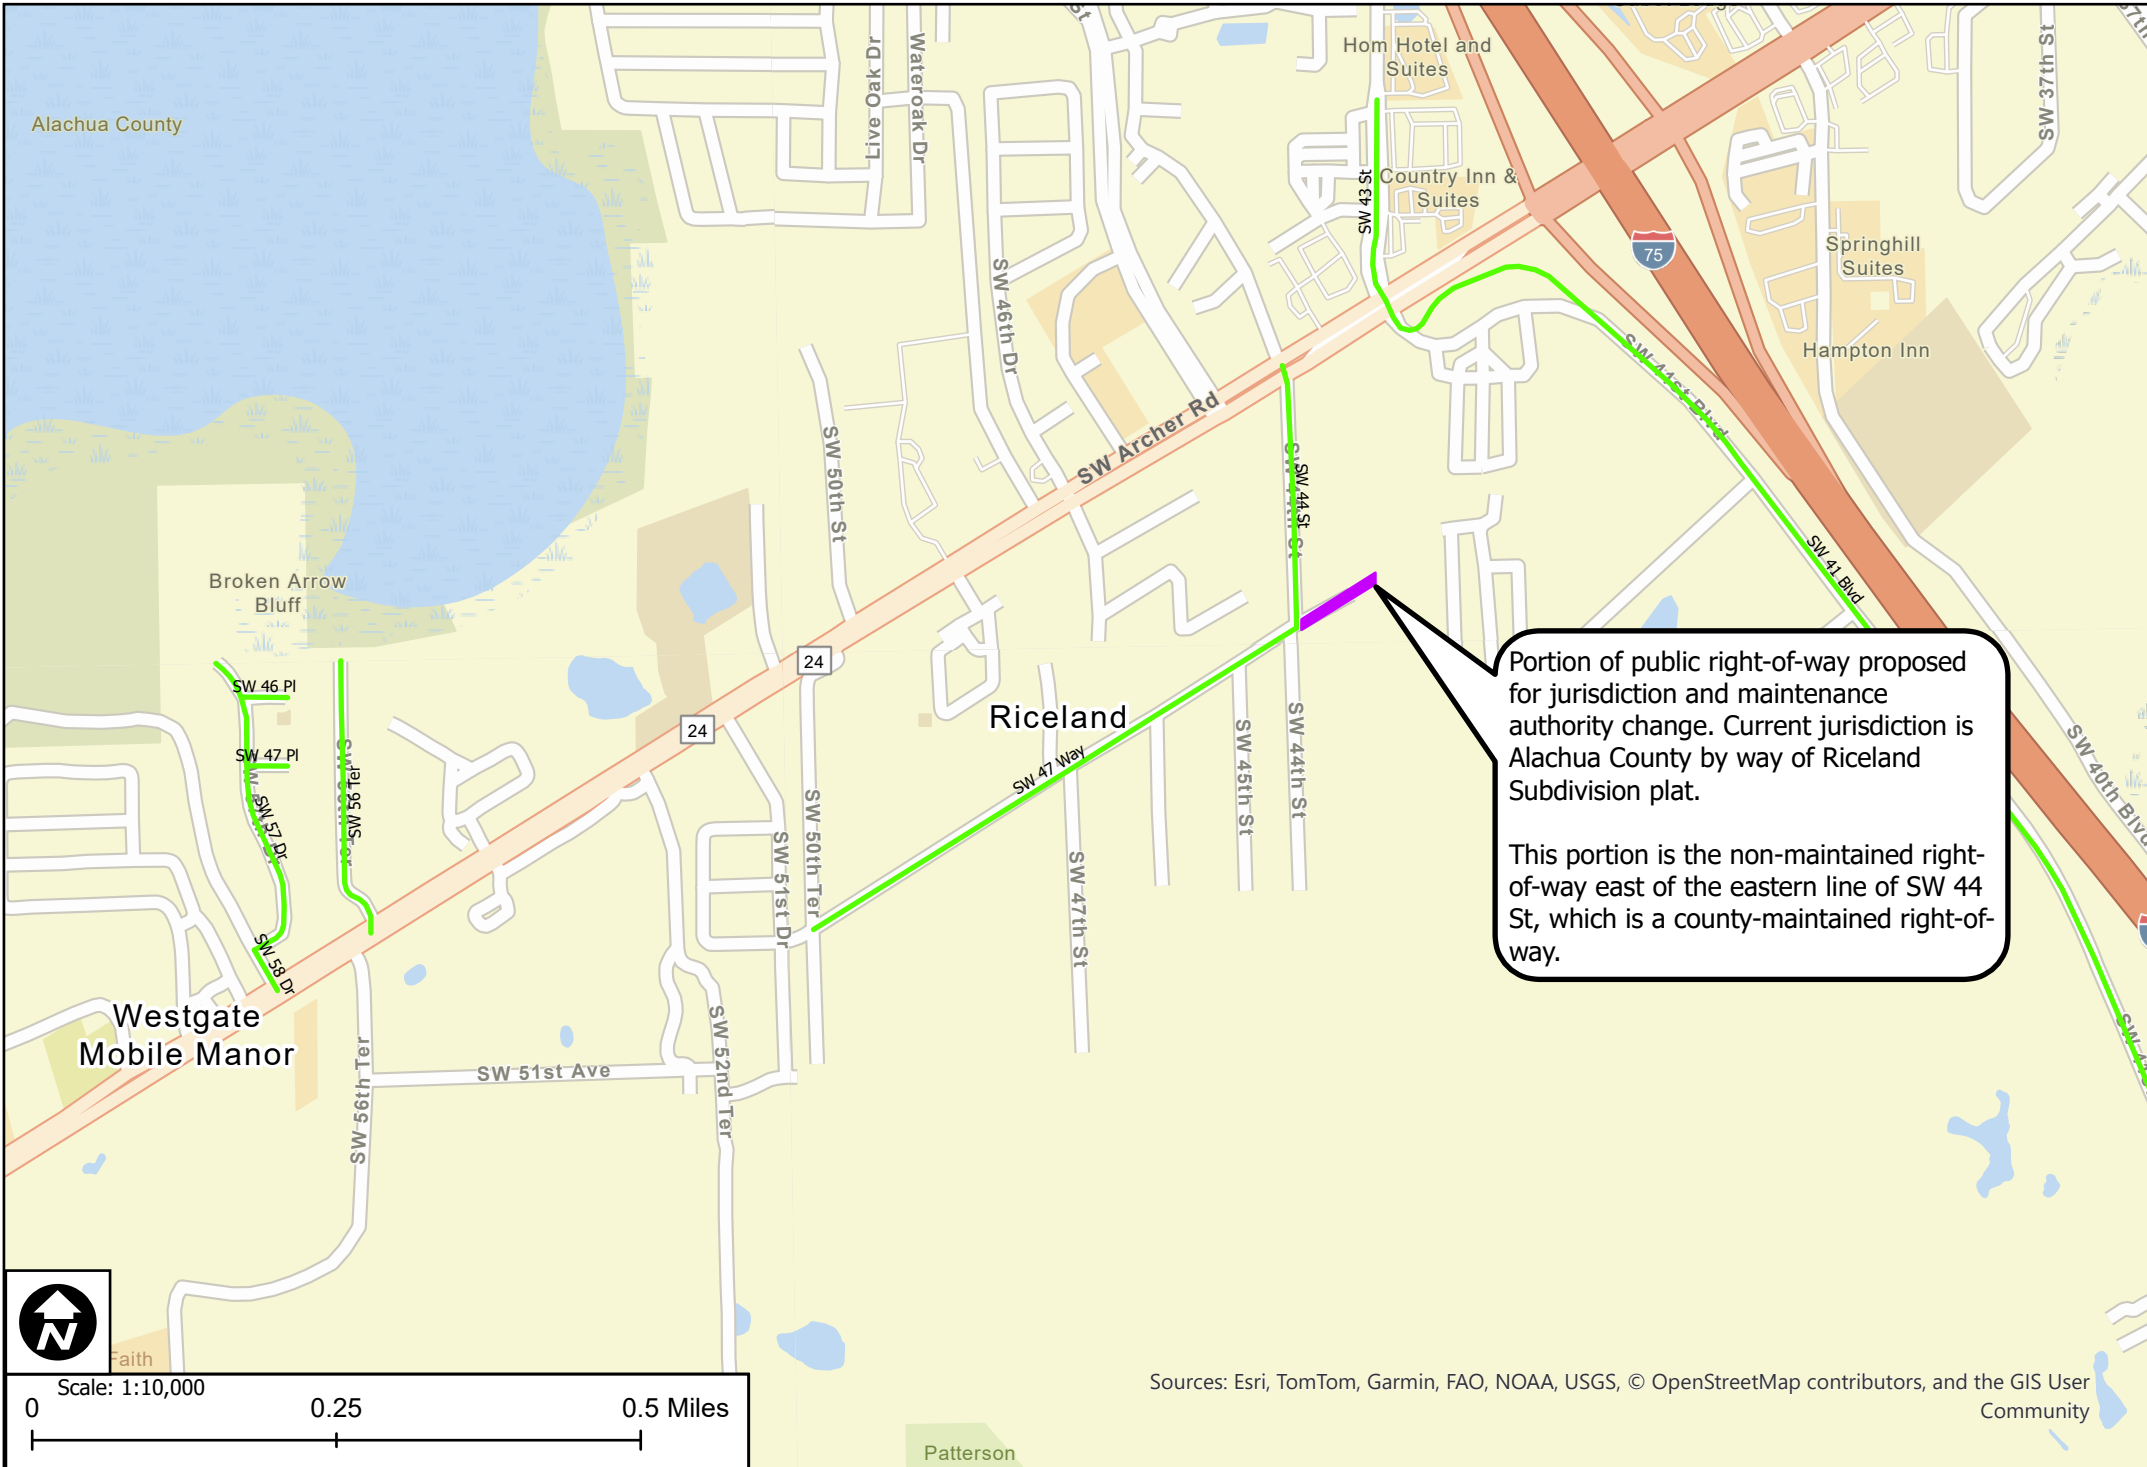 Hom Hotel and
Suites
Alachua County
Live Oak Dr
Wateroak Dr
SW 37th St
Country Inn &
Suites
SW 43 St
75
Springhill
Suites
Hampton Inn
SW 46th Dr
SW 41st Blvd
SW Archer Rd
SW 50th St
SW 44th St
SW 44 St
SW 41 Blvd
Broken Arrow
Bluff
24
24
Riceland
SW 46 Pl
SW 47 Pl
SW 57 Dr
SW 56th Ter
SW 56 Ter
SW 58 Dr
SW 47 Way
SW 45th St
SW 44th St
SW 47th St
SW 50th Ter
SW 51st Dr
SW 40th Blvd
Portion of public right-of-way proposed
for jurisdiction and maintenance
authority change. Current jurisdiction is
Alachua County by way of Riceland
Subdivision plat.
This portion is the non-maintained right-
of-way east of the eastern line of SW 44
St, which is a county-maintained right-of-
way.
Westgate
Mobile Manor
SW 56th Ter
SW 51st Ave
SW 52nd Ter
N
Faith
Scale: 1:10,000
0 0.25 0.5 Miles
Sources: Esri, TomTom, Garmin, FAO, NOAA, USGS, © OpenStreetMap contributors, and the GIS User
Community
Patterson